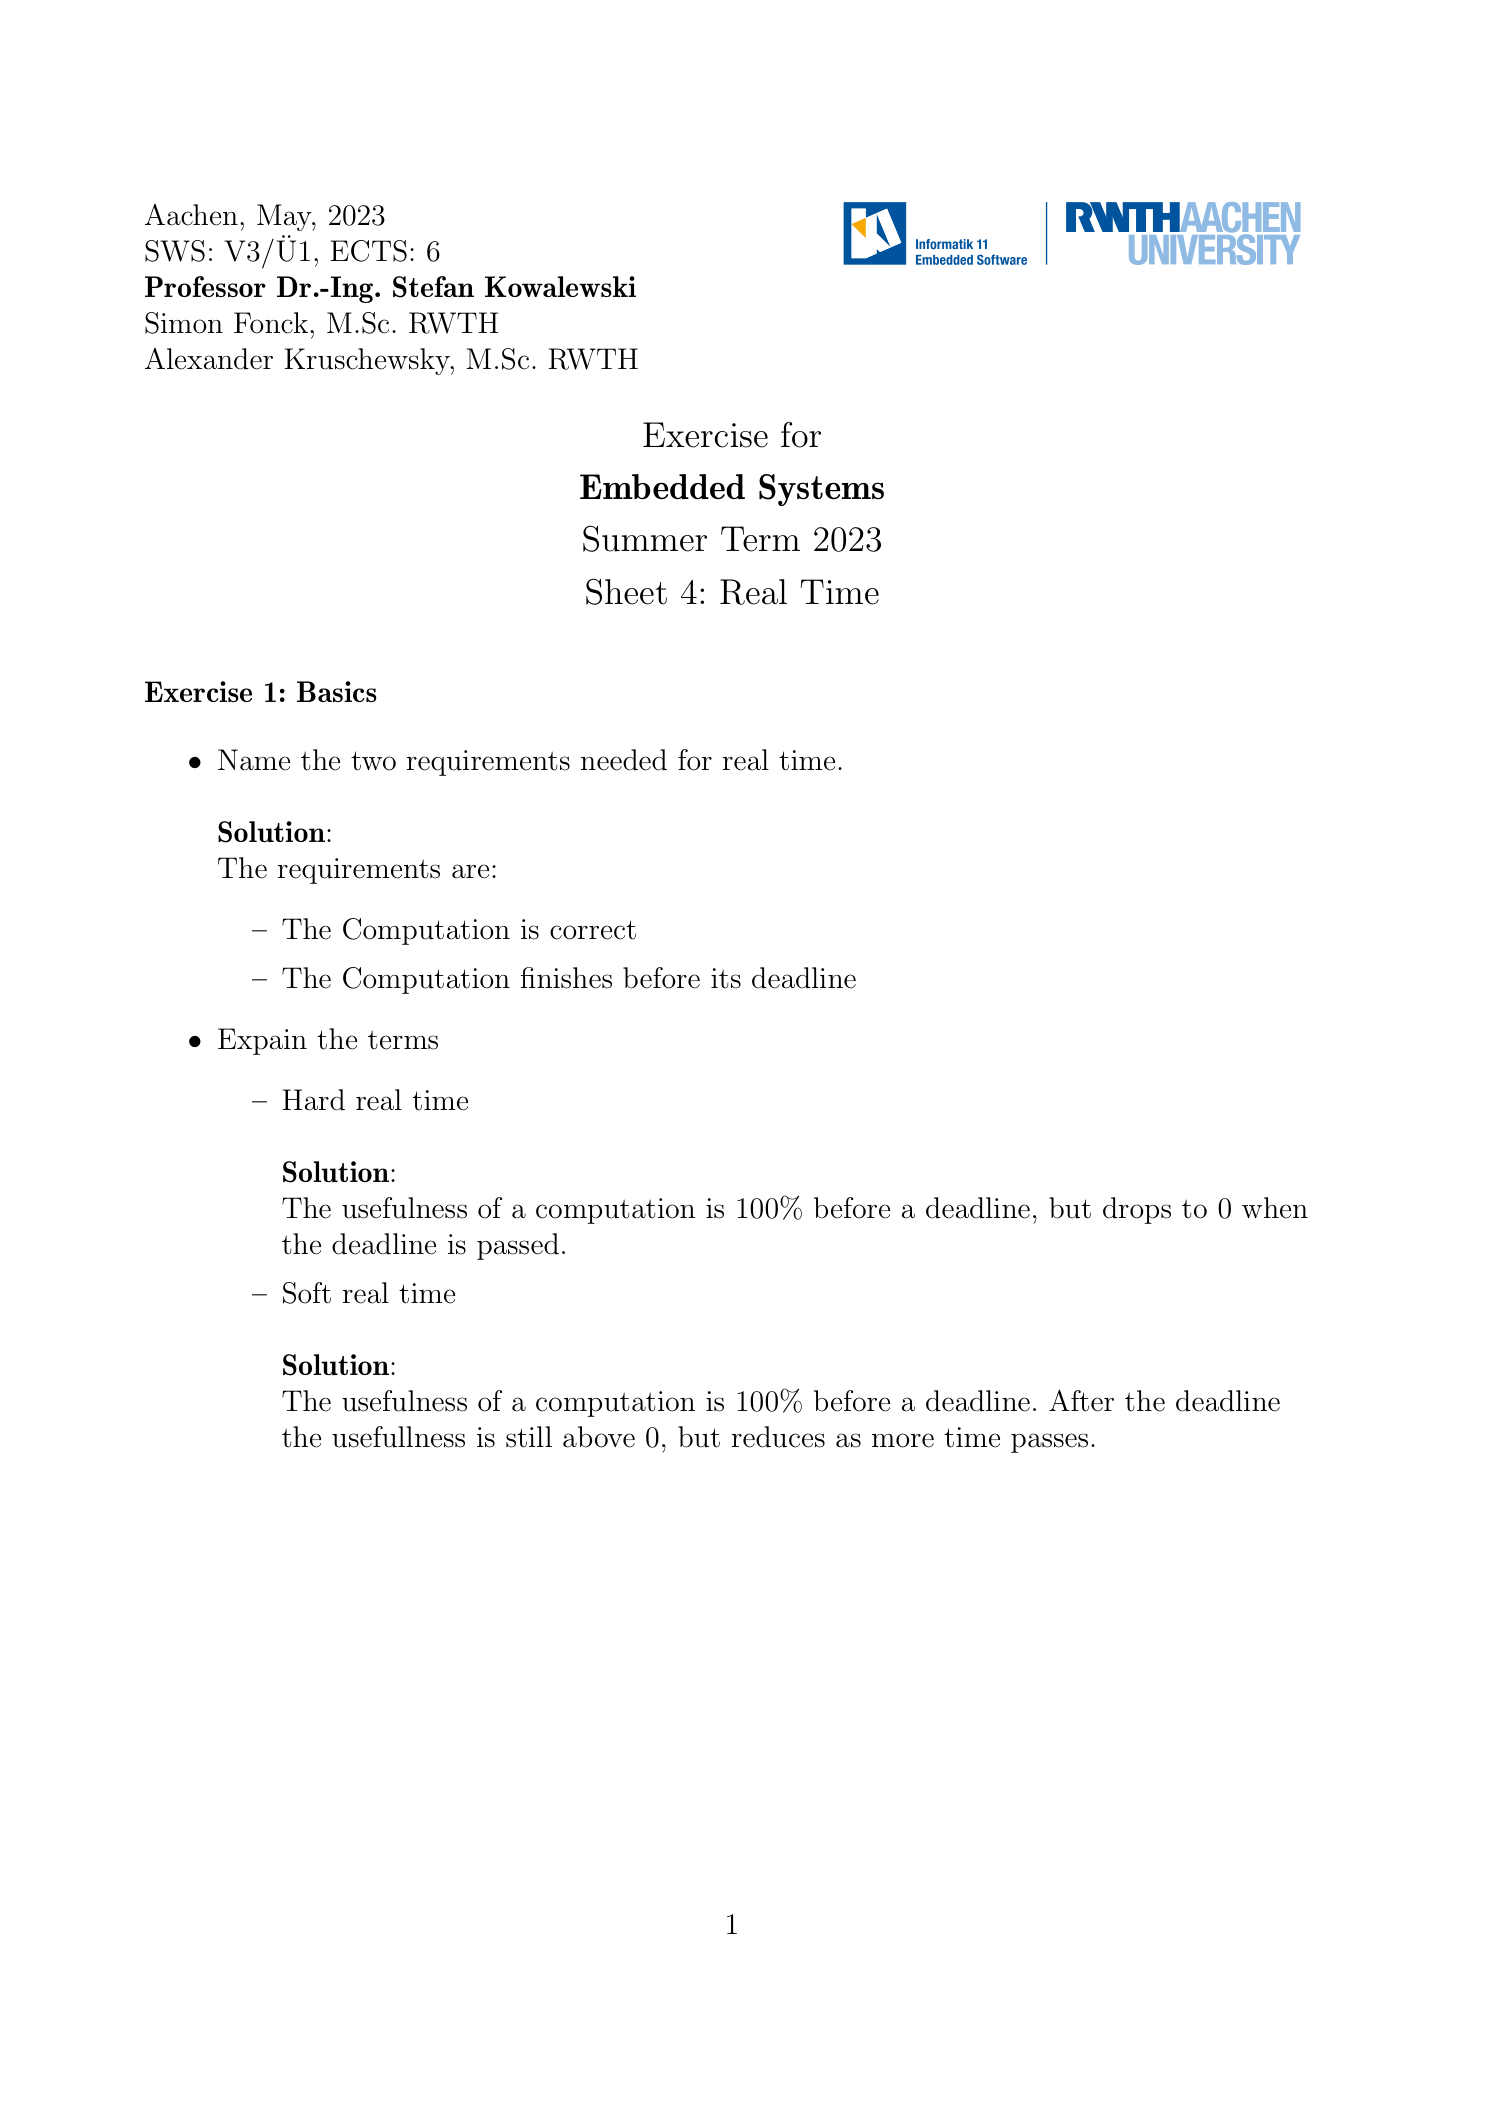 Aachen, May, 2023
SWS: V3/Ü1, ECTS: 6
Professor Dr.-Ing. Stefan Kowalewski
Simon Fonck, M.Sc. RWTH
Alexander Kruschewsky, M.Sc. RWTH
Informatik 11
Embedded Software
RWTHAACHEN
UNIVERSITY
Exercise for
Embedded Systems
Summer Term 2023
Sheet 4: Real Time
Exercise 1: Basics
• Name the two requirements needed for real time.
Solution:
The requirements are:
– The Computation is correct
– The Computation finishes before its deadline
• Expain the terms
– Hard real time
Solution:
The usefulness of a computation is 100% before a deadline, but drops to 0 when
the deadline is passed.
– Soft real time
Solution:
The usefulness of a computation is 100% before a deadline. After the deadline
the usefullness is still above 0, but reduces as more time passes.
1